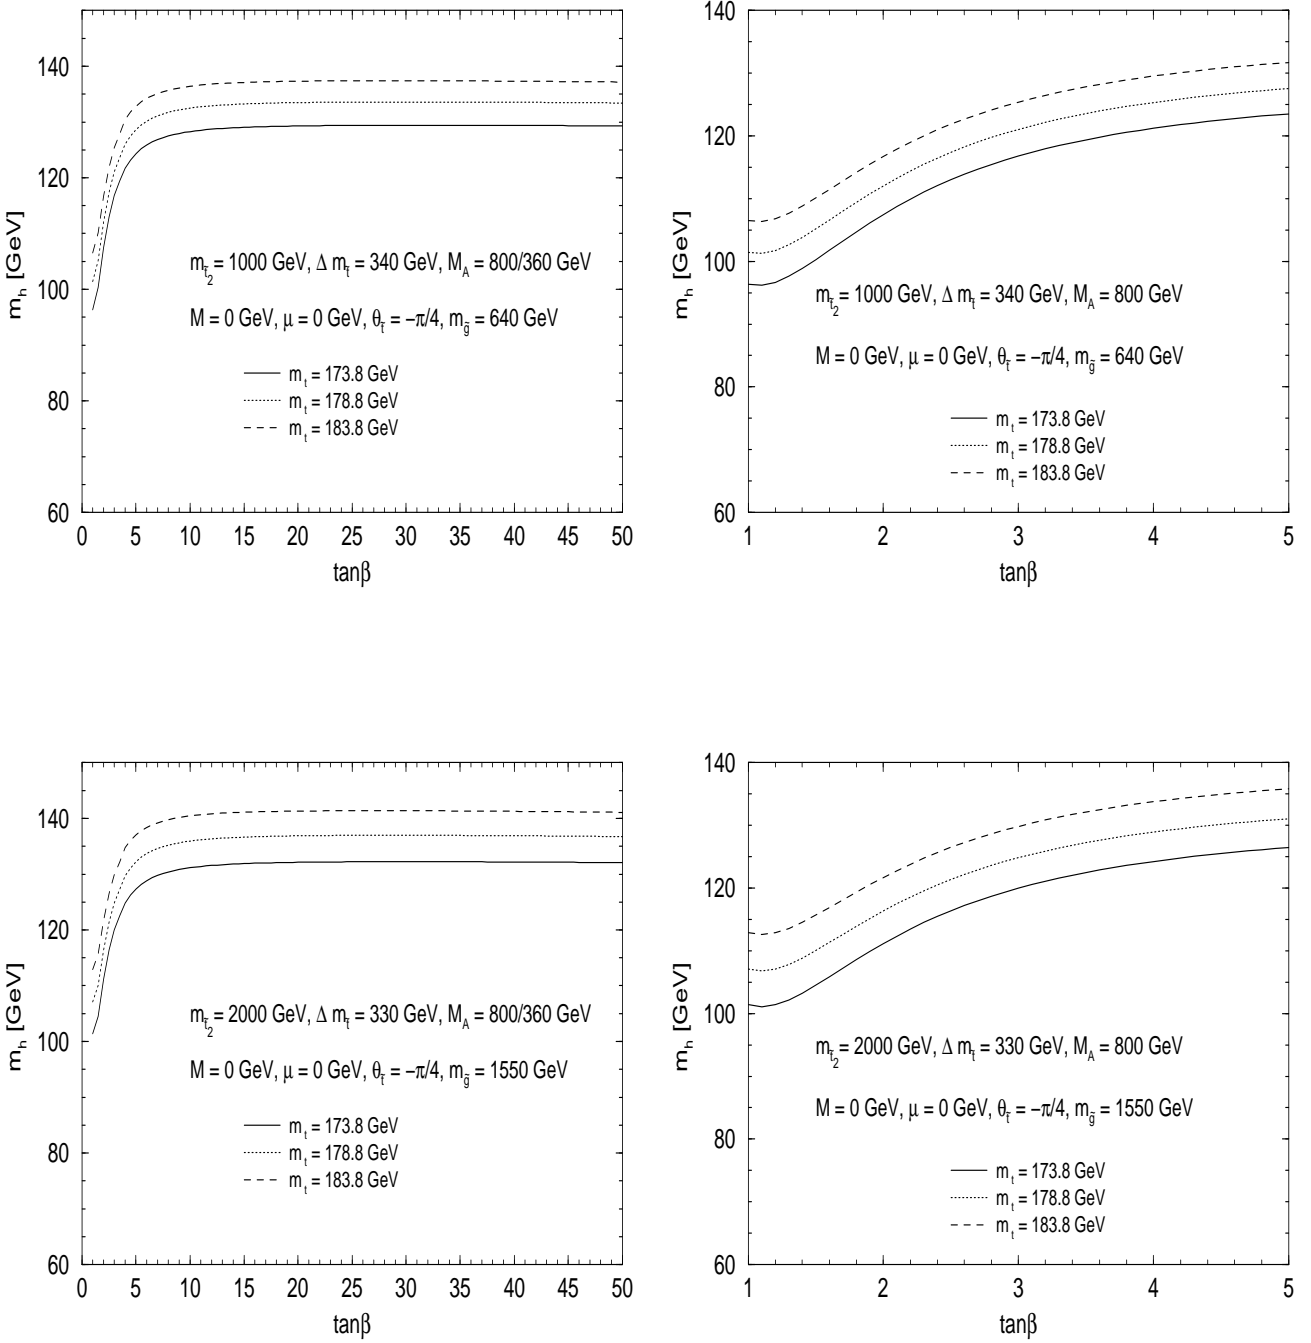 140
120
100
80
60
m_h [GeV]
m_t̃2 = 1000 GeV, Δ m_t̃ = 340 GeV, M_A = 800/360 GeV
M = 0 GeV, μ = 0 GeV, θ_t̃ = −π/4, m_g̃ = 640 GeV
m_t = 173.8 GeV
m_t = 178.8 GeV
m_t = 183.8 GeV
0 5 10 15 20 25 30 35 40 45 50
tanβ
140
120
100
80
60
m_h [GeV]
m_t̃2 = 1000 GeV, Δ m_t̃ = 340 GeV, M_A = 800 GeV
M = 0 GeV, μ = 0 GeV, θ_t̃ = −π/4, m_g̃ = 640 GeV
m_t = 173.8 GeV
m_t = 178.8 GeV
m_t = 183.8 GeV
1 2 3 4 5
tanβ
140
120
100
80
60
m_h [GeV]
m_t̃2 = 2000 GeV, Δ m_t̃ = 330 GeV, M_A = 800/360 GeV
M = 0 GeV, μ = 0 GeV, θ_t̃ = −π/4, m_g̃ = 1550 GeV
m_t = 173.8 GeV
m_t = 178.8 GeV
m_t = 183.8 GeV
0 5 10 15 20 25 30 35 40 45 50
tanβ
140
120
100
80
60
m_h [GeV]
m_t̃2 = 2000 GeV, Δ m_t̃ = 330 GeV, M_A = 800 GeV
M = 0 GeV, μ = 0 GeV, θ_t̃ = −π/4, m_g̃ = 1550 GeV
m_t = 173.8 GeV
m_t = 178.8 GeV
m_t = 183.8 GeV
1 2 3 4 5
tanβ